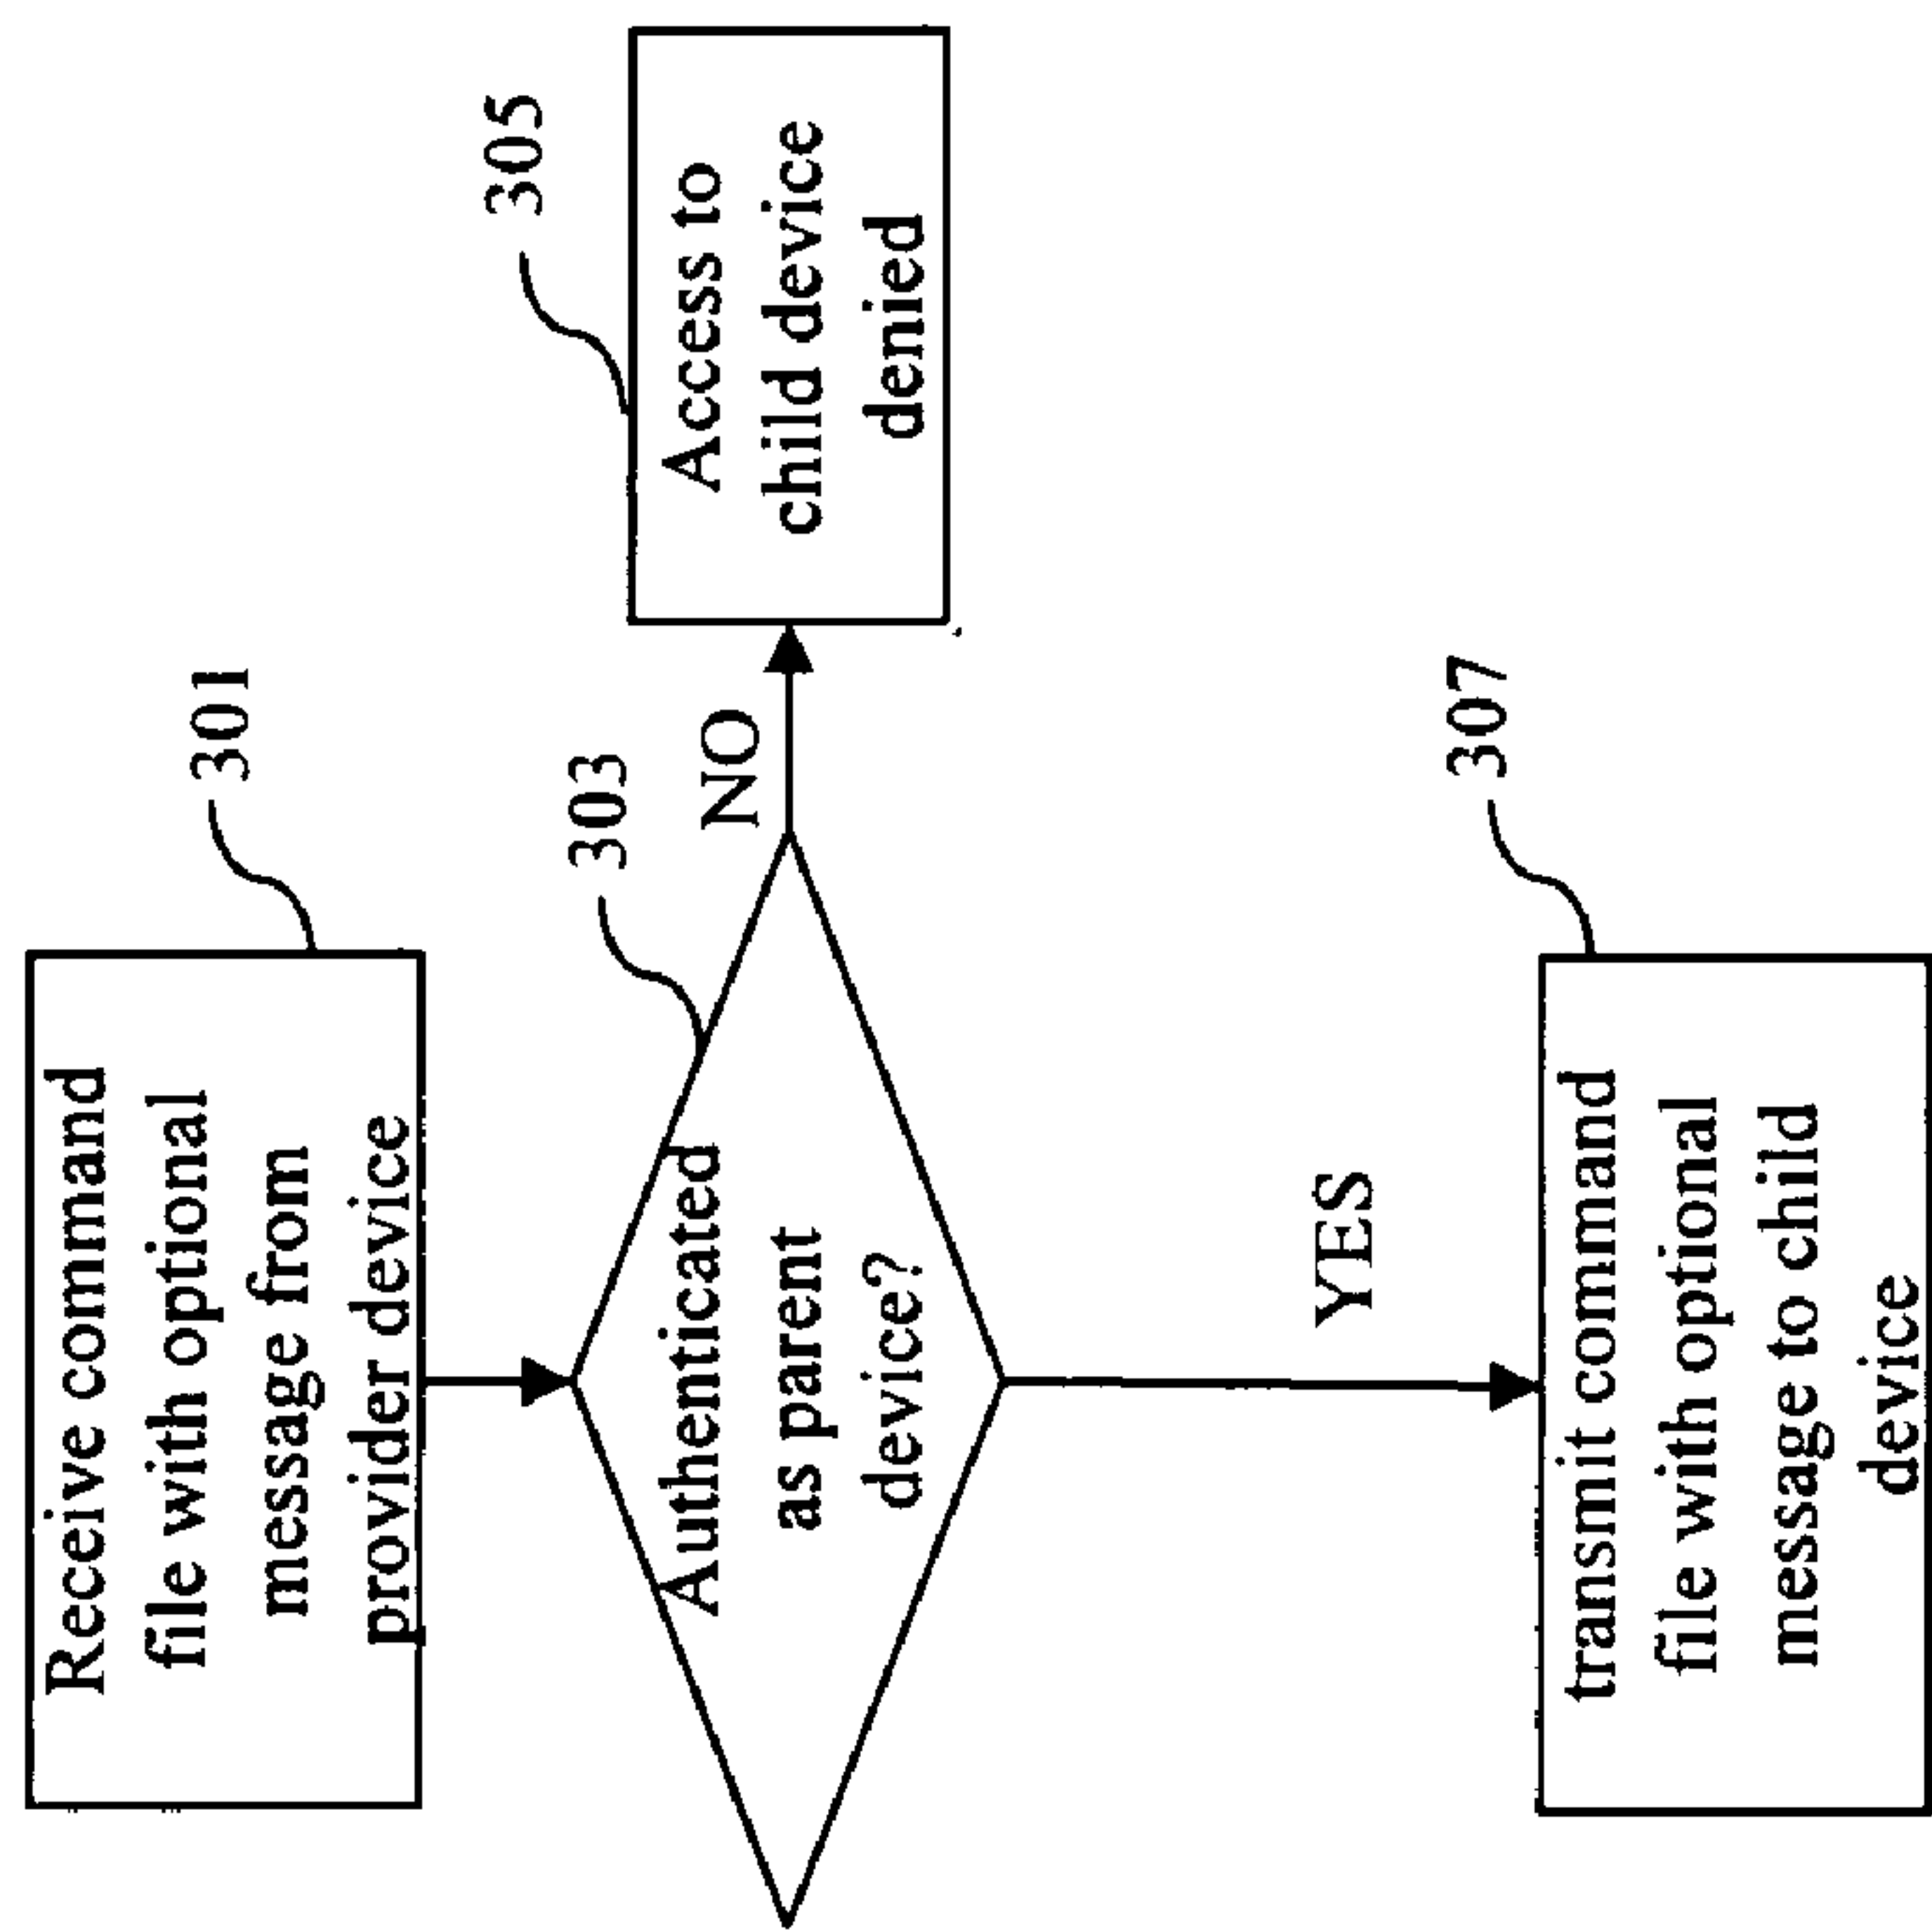 Receive command
file with optional
message from
provider device
301
Authenticated
as parent
device?
303
NO
Access to
child device
denied
305
YES
transmit command
file with optional
message to child
device
307